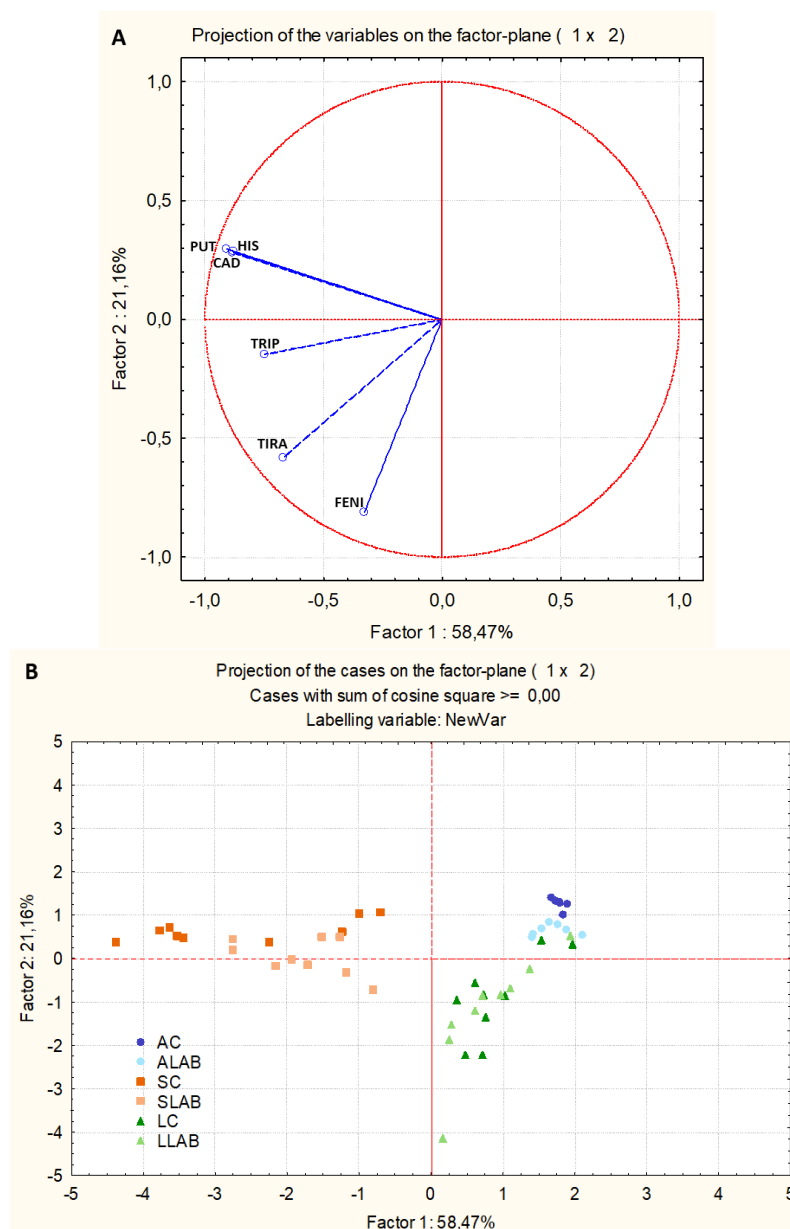 A
Projection of the variables on the factor-plane ( 1 x 2)
1,0
0,5
0,0
-0,5
-1,0
Factor 2 : 21,16%
PUT
HIS
CAD
TRIP
TIRA
FENI
-1,0 -0,5 0,0 0,5 1,0
Factor 1 : 58,47%
B
Projection of the cases on the factor-plane ( 1 x 2)
Cases with sum of cosine square >= 0,00
Labelling variable: NewVar
5
4
3
2
1
0
-1
-2
-3
-4
-5
Factor 2: 21,16%
AC
ALAB
SC
SLAB
LC
LLAB
-5 -4 -3 -2 -1 0 1 2 3 4 5
Factor 1: 58,47%